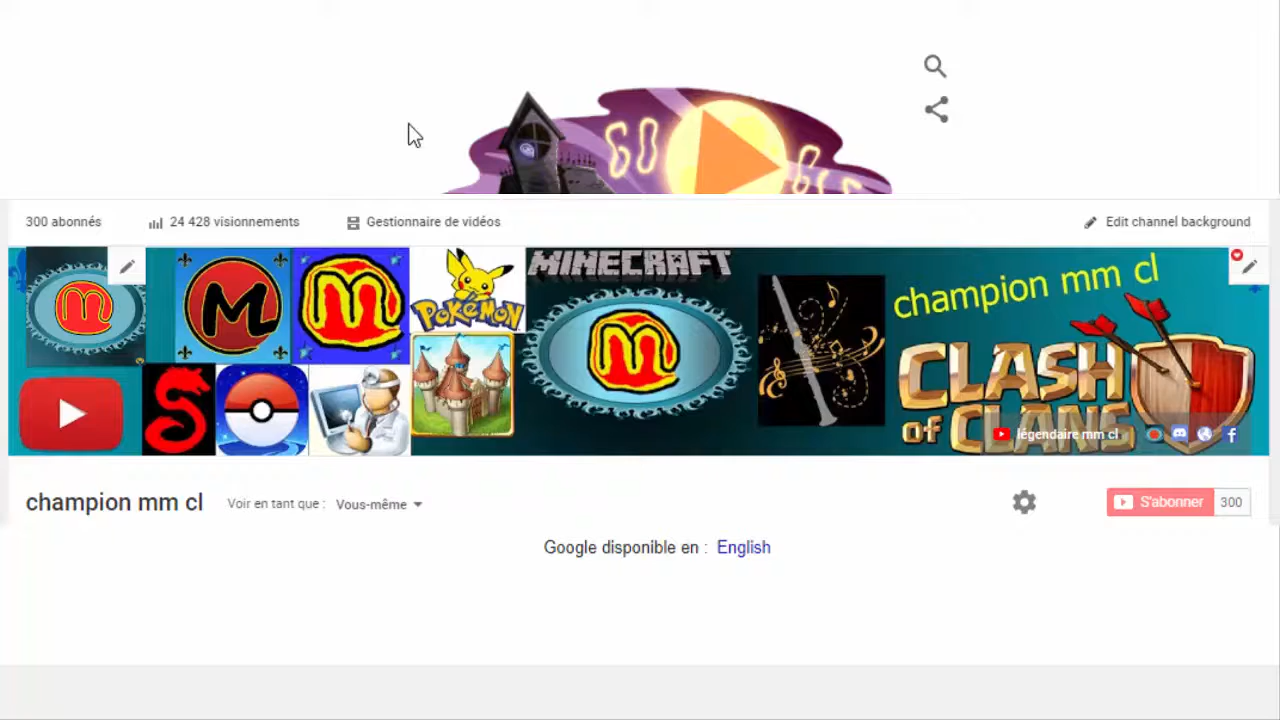 300 abonnés
24 428 visionnements
Gestionnaire de vidéos
Edit channel background
MINECRAFT
champion mm cl
M
m
POKéMON
m
m
CLASH
OF CLANS
légendaire mm cl
champion mm cl
Voir en tant que :
Vous-même
S'abonner
300
Google disponible en : English